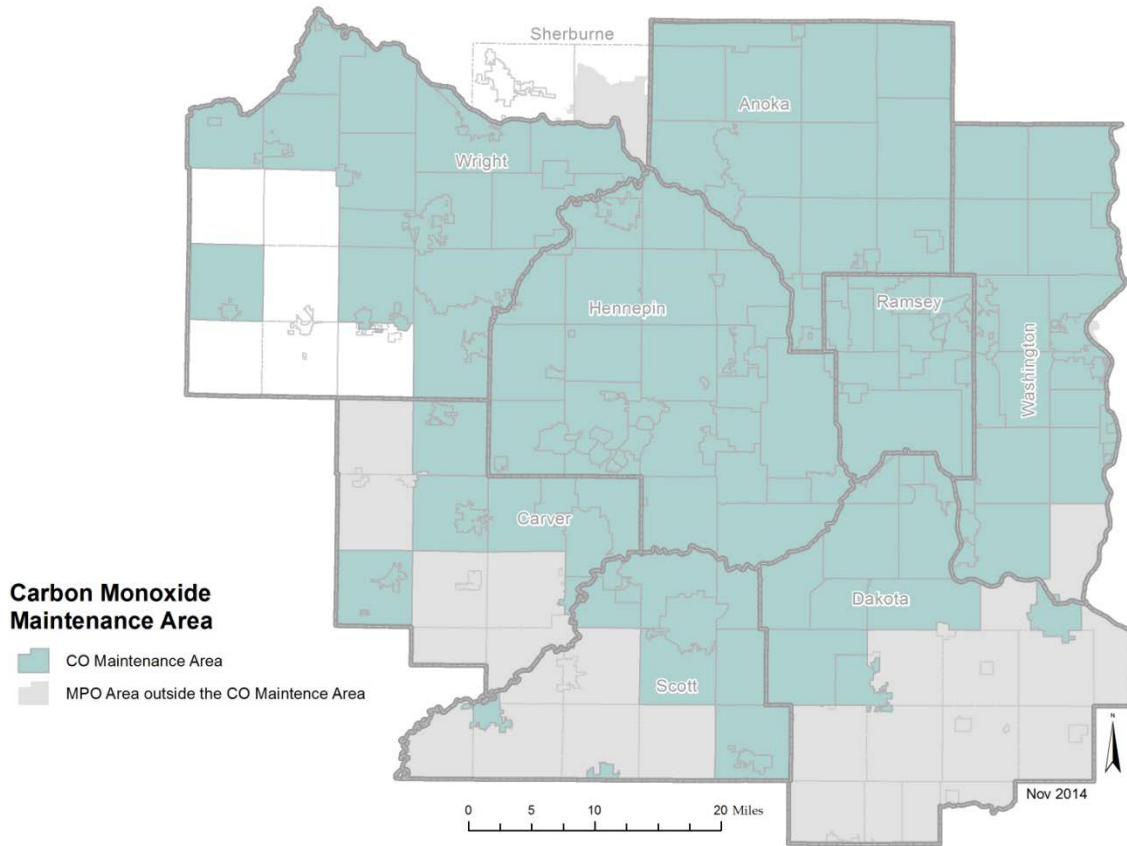 Sherburne
Anoka
Wright
Hennepin
Ramsey
Washington
Carver
Dakota
Scott
Carbon Monoxide
Maintenance Area
CO Maintenance Area
MPO Area outside the CO Maintence Area
N
Nov 2014
0 5 10 20 Miles